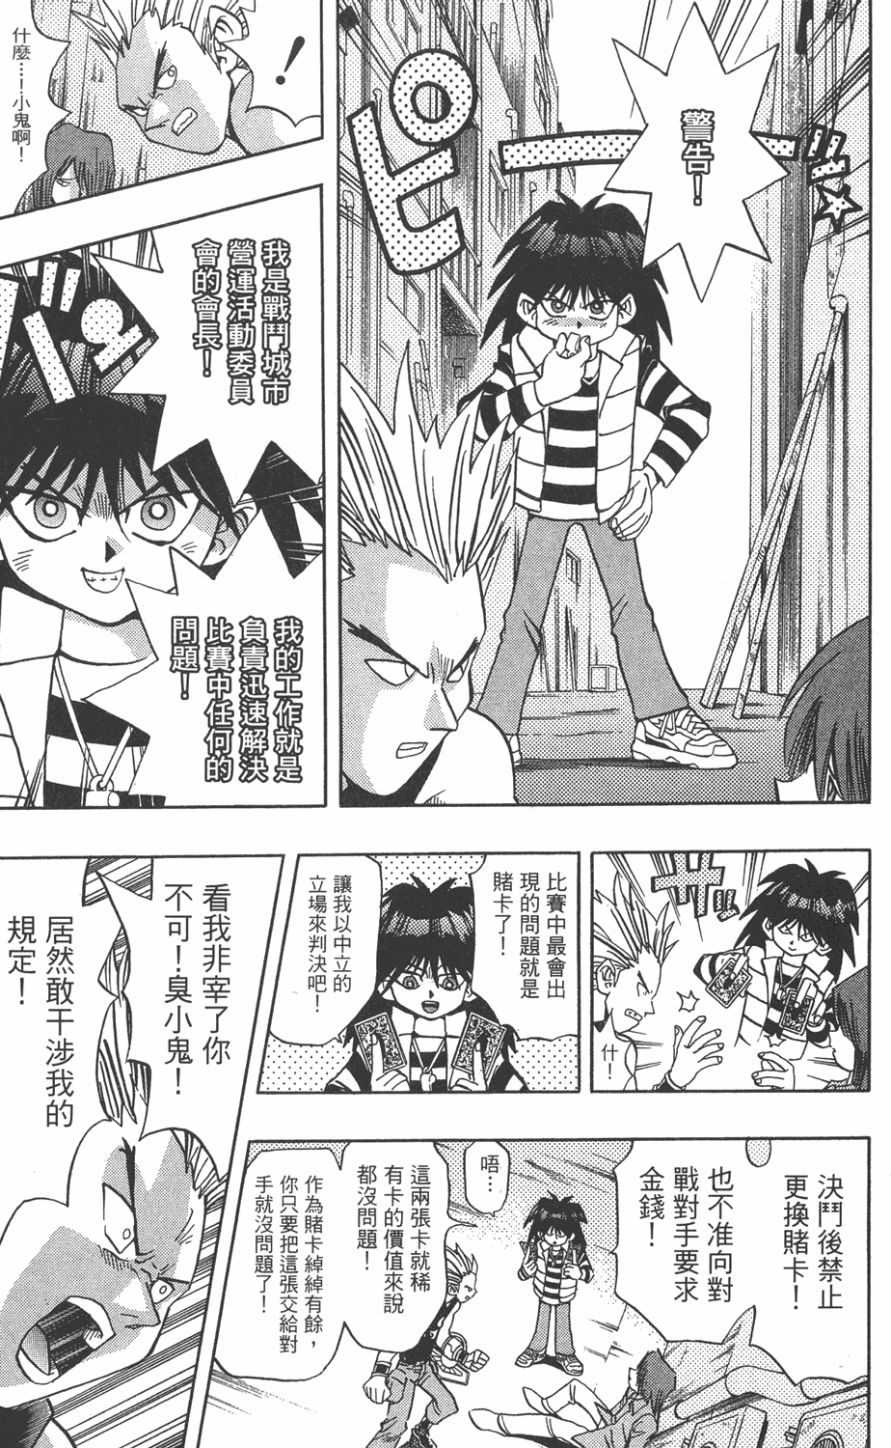 警告！
ピーーーッ
什麼…！小鬼啊！
！
我是戰鬥城市
營運活動委員
會的會長！
我的工作就是
負責迅速解決
比賽中任何的
問題！
什！
比賽中最會出
現的問題就是
賭卡了！
讓我以中立的
立場來判決吧！
看我非宰了你
不可！臭小鬼！
居然敢干涉我的
規定！
決鬥後禁止
更換賭卡！
也不准向對
戰對手要求
金錢！
唔…
這兩張卡就稀
有卡的價值來說
都沒問題！
作為賭卡綽綽有餘，
你只要把這張交給對
手就沒問題了！